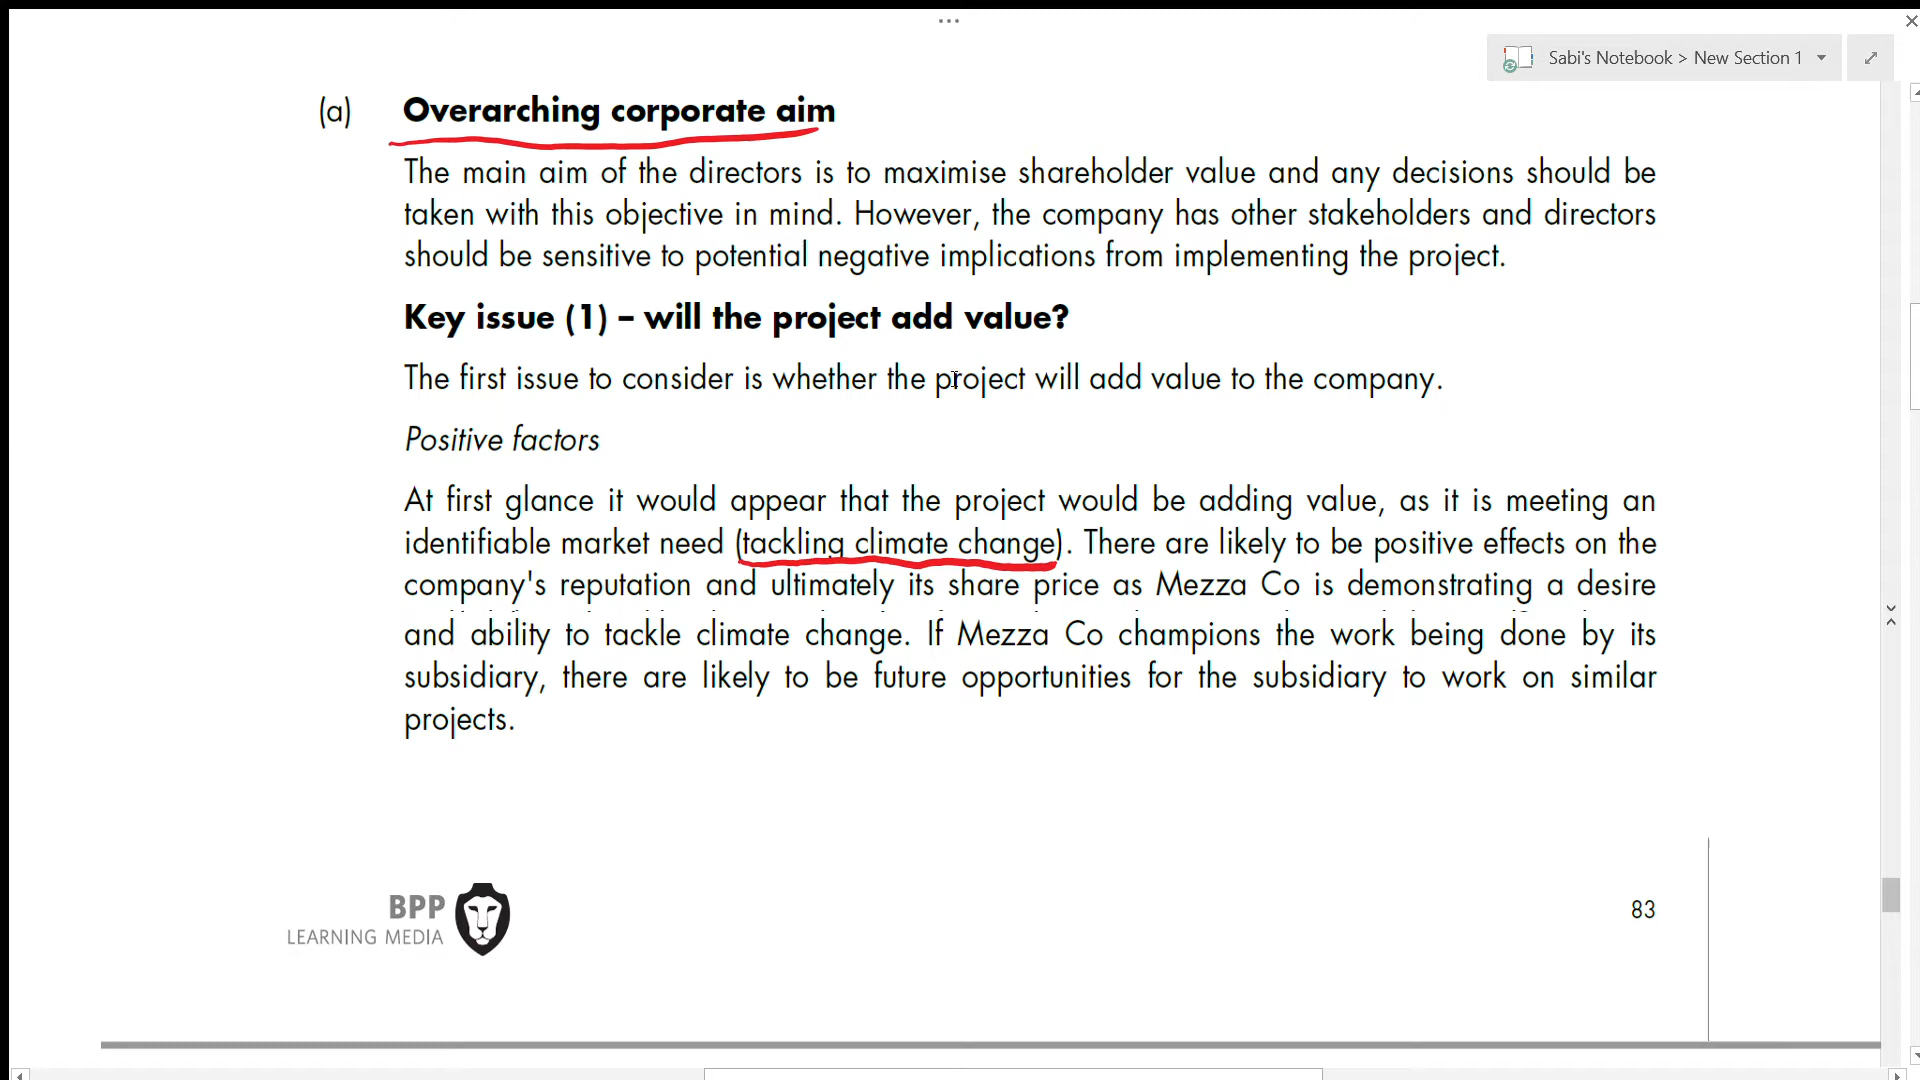 ...
Sabi's Notebook > New Section 1
(a) Overarching corporate aim
The main aim of the directors is to maximise shareholder value and any decisions should be
taken with this objective in mind. However, the company has other stakeholders and directors
should be sensitive to potential negative implications from implementing the project.
Key issue (1) – will the project add value?
The first issue to consider is whether the project will add value to the company.
Positive factors
At first glance it would appear that the project would be adding value, as it is meeting an
identifiable market need (tackling climate change). There are likely to be positive effects on the
company's reputation and ultimately its share price as Mezza Co is demonstrating a desire
and ability to tackle climate change. If Mezza Co champions the work being done by its
subsidiary, there are likely to be future opportunities for the subsidiary to work on similar
projects.
BPP
LEARNING MEDIA
83